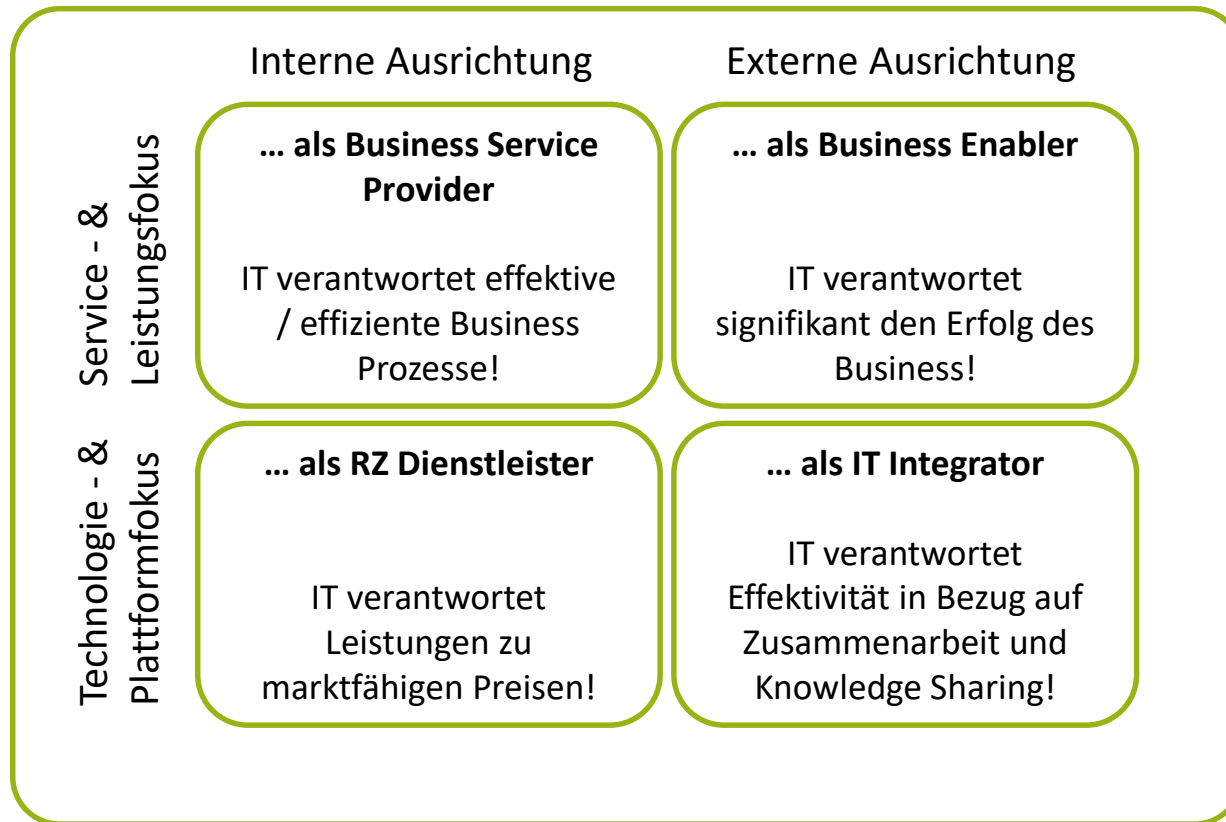 Interne Ausrichtung
Externe Ausrichtung
Service - &
Leistungsfokus
... als Business Service
Provider
IT verantwortet effektive
/ effiziente Business
Prozesse!
... als Business Enabler
IT verantwortet
signifikant den Erfolg des
Business!
Technologie - &
Plattformfokus
... als RZ Dienstleister
IT verantwortet
Leistungen zu
marktfähigen Preisen!
... als IT Integrator
IT verantwortet
Effektivität in Bezug auf
Zusammenarbeit und
Knowledge Sharing!